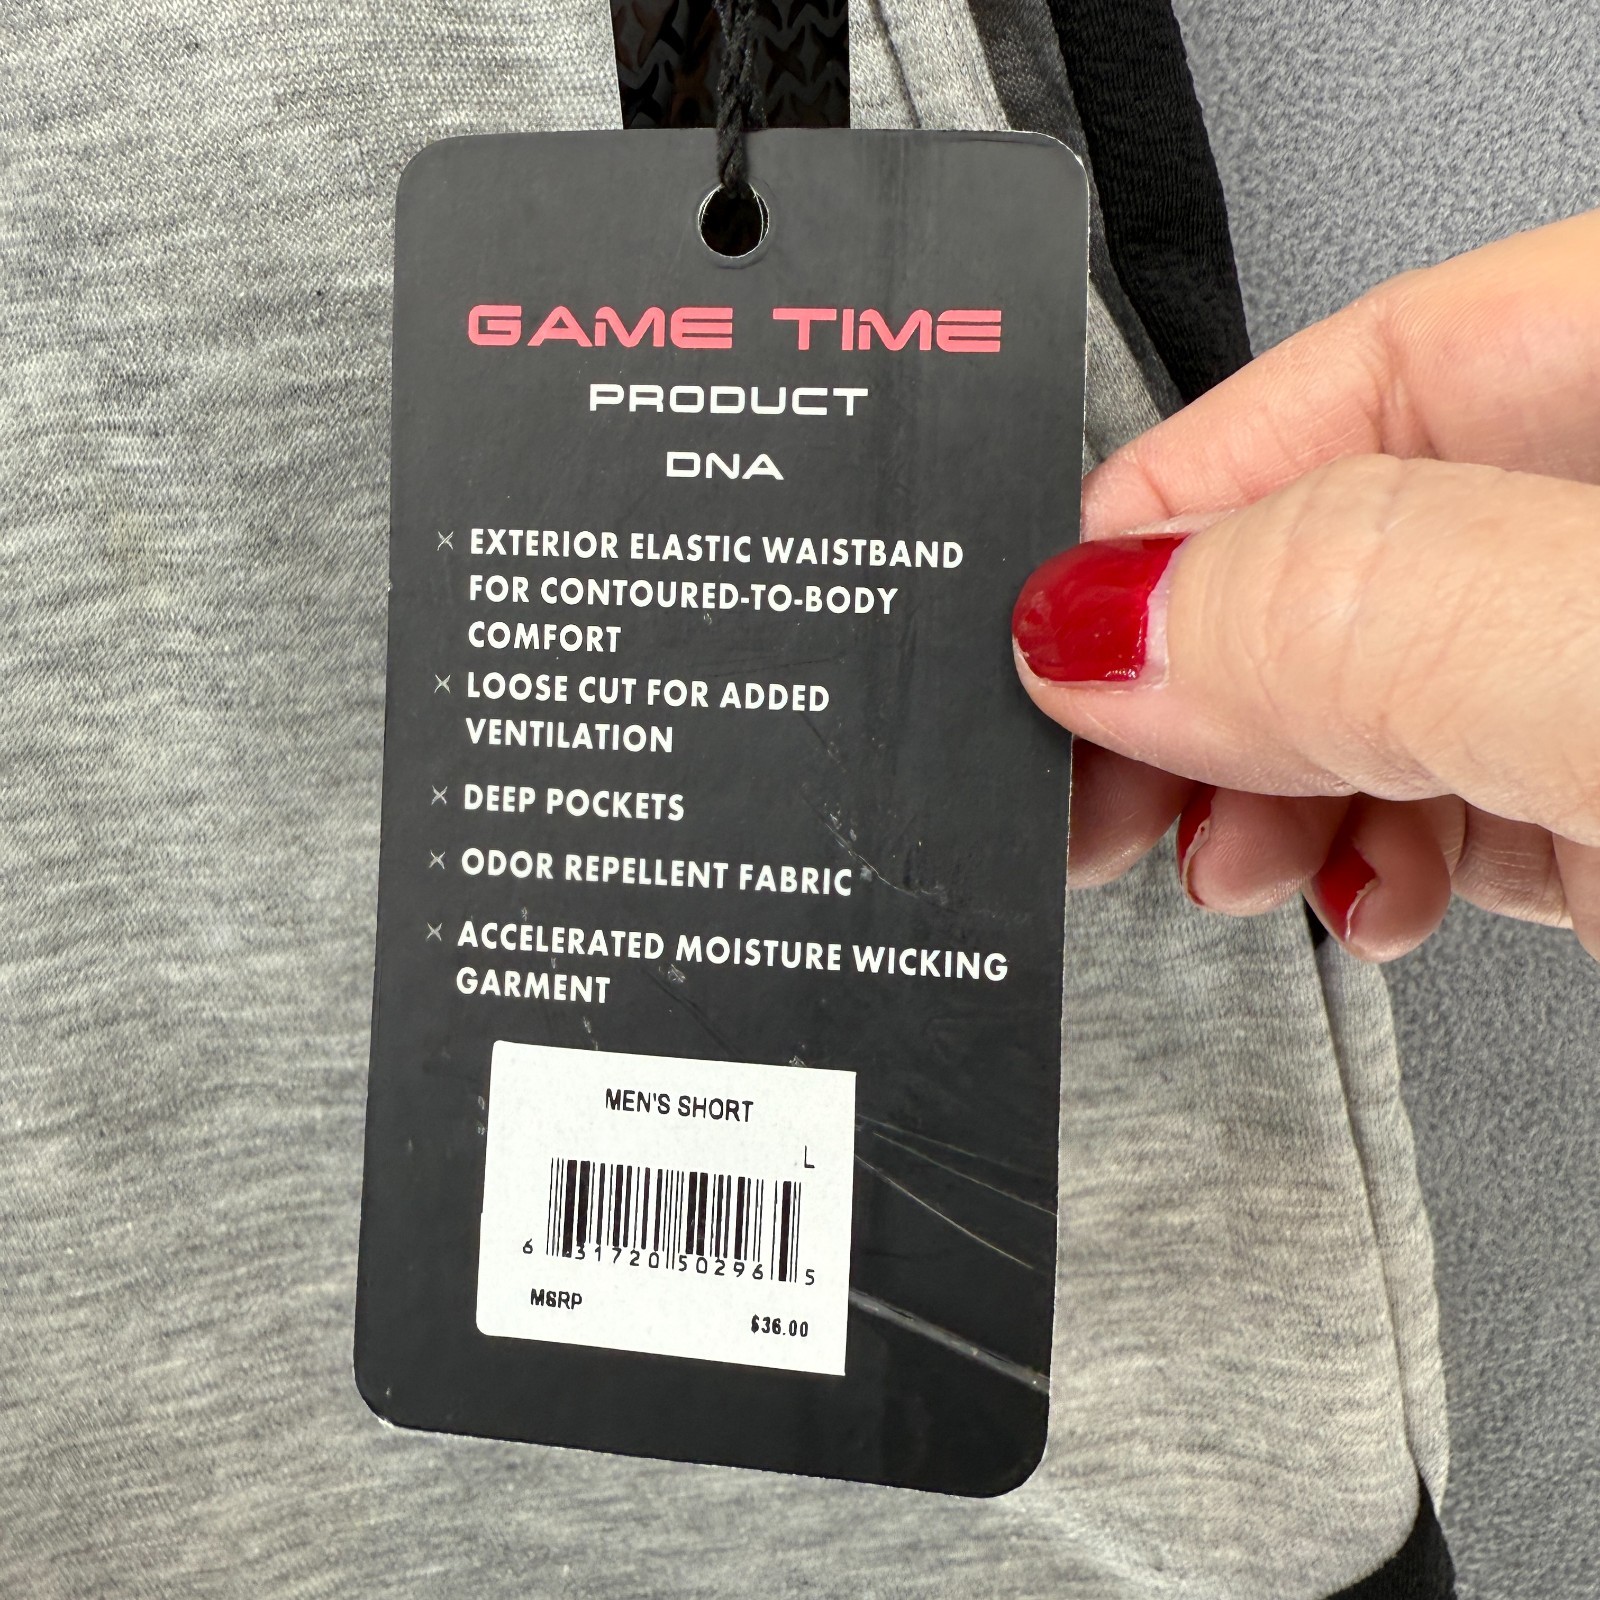 GAME TIME
PRODUCT
DNA
× EXTERIOR ELASTIC WAISTBAND
FOR CONTOURED-TO-BODY
COMFORT
× LOOSE CUT FOR ADDED
VENTILATION
× DEEP POCKETS
× ODOR REPELLENT FABRIC
× ACCELERATED MOISTURE WICKING
GARMENT
MEN'S SHORT
L
6 31720 50296 5
MSRP
$36.00